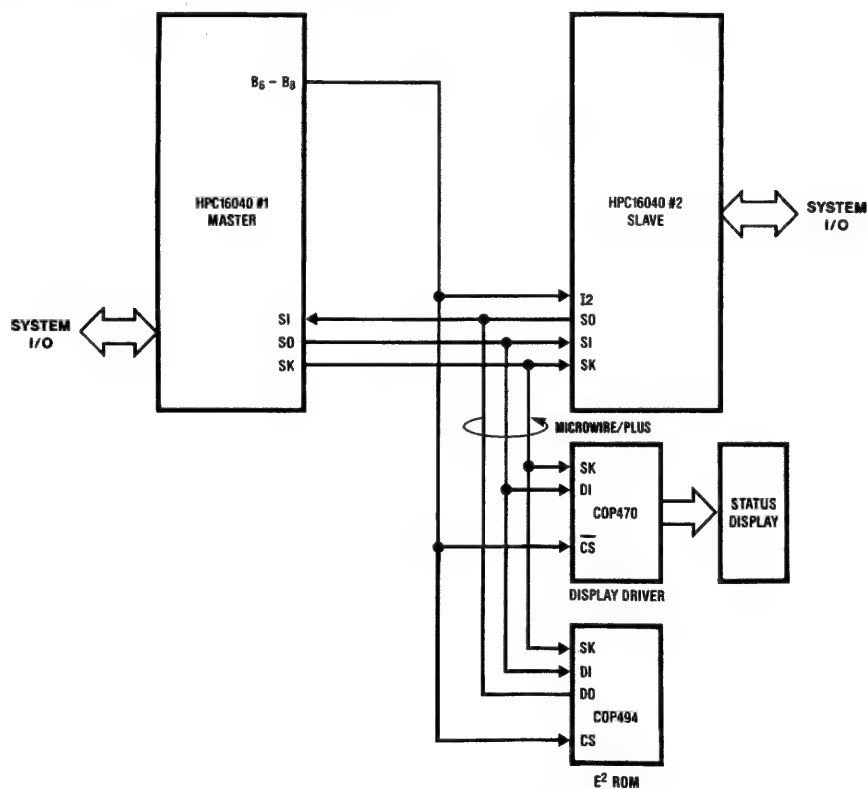 B6 – B8
HPC16040 #1
MASTER
HPC16040 #2
SLAVE
SYSTEM
I/O
I2
SO
SI
SK
SYSTEM
I/O
SI
SO
SK
MICROWIRE/PLUS
SK
DI
COP470
CS
STATUS
DISPLAY
DISPLAY DRIVER
SK
DI
DO
COP494
CS
E² ROM